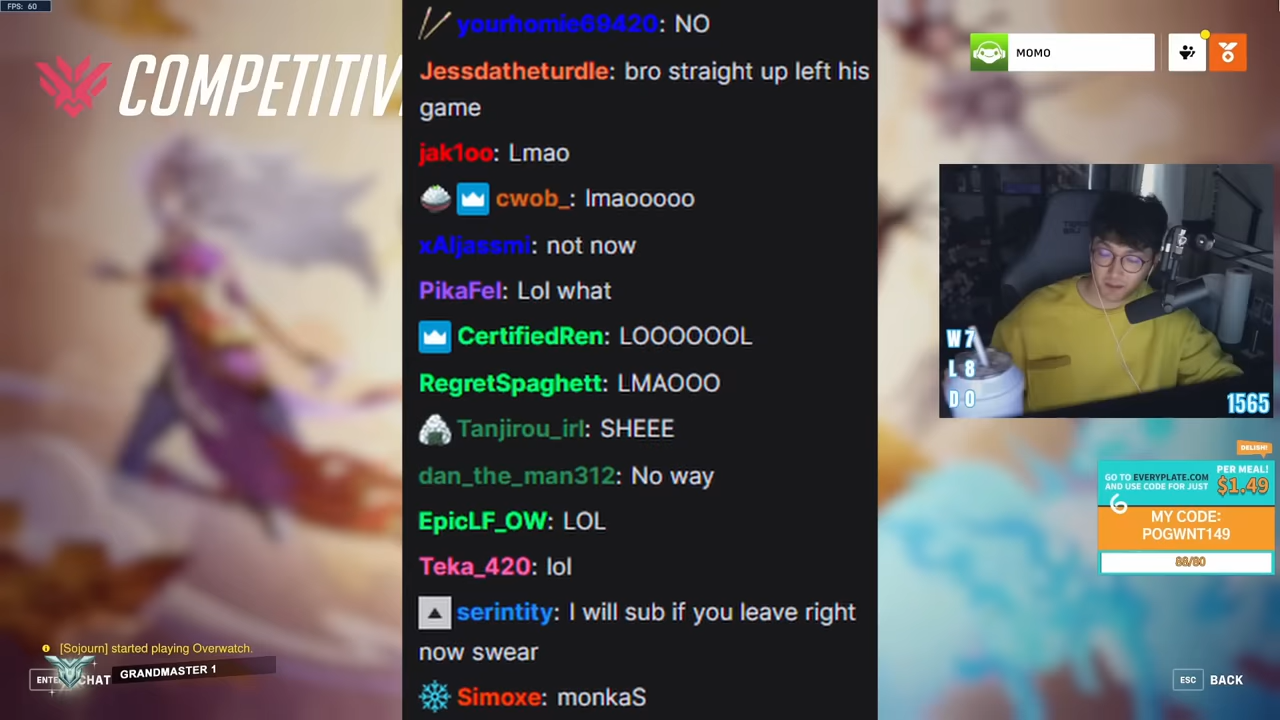 FPS: 60
COMPETITIV
yourhomie69420: NO
Jessdatheturdle: bro straight up left his
game
jak1oo: Lmao
cwob_: lmaooooo
xAljassmi: not now
PikaFel: Lol what
CertifiedRen: LOOOOOOL
RegretSpaghett: LMAOOO
Tanjirou_irl: SHEEE
dan_the_man312: No way
EpicLF_OW: LOL
Teka_420: lol
serintity: I will sub if you leave right
now swear
Simoxe: monkaS
[Sojourn] started playing Overwatch.
CHAT
GRANDMASTER 1
MOMO
W 7
L 8
D 0
1565
DELISH!
GO TO EVERYPLATE.COM
AND USE CODE FOR JUST
PER MEAL!
$1.49
6
MY CODE:
POGWNT149
88/80
ESC BACK